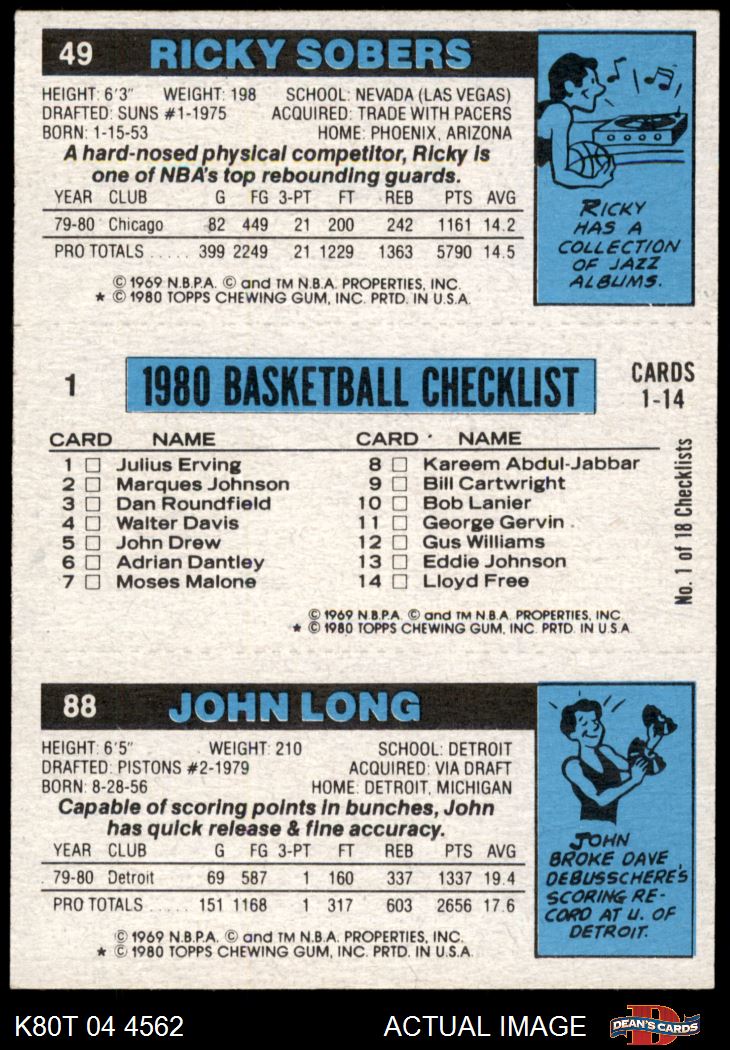 49 RICKY SOBERS
HEIGHT: 6'3" WEIGHT: 198 SCHOOL: NEVADA (LAS VEGAS)
DRAFTED: SUNS #1-1975 ACQUIRED: TRADE WITH PACERS
BORN: 1-15-53 HOME: PHOENIX, ARIZONA
A hard-nosed physical competitor, Ricky is
one of NBA's top rebounding guards.
YEAR CLUB G FG 3-PT FT REB PTS AVG
79-80 Chicago 82 449 21 200 242 1161 14.2
PRO TOTALS ..... 399 2249 21 1229 1363 5790 14.5
© 1969 N.B.P.A. © and TM N.B.A. PROPERTIES, INC.
★ © 1980 TOPPS CHEWING GUM, INC. PRTD. IN U.S.A.
RICKY
HAS A
COLLECTION
OF JAZZ
ALBUMS.
1 1980 BASKETBALL CHECKLIST CARDS
1-14
CARD NAME CARD NAME
1 □ Julius Erving 8 □ Kareem Abdul-Jabbar
2 □ Marques Johnson 9 □ Bill Cartwright
3 □ Dan Roundfield 10 □ Bob Lanier
4 □ Walter Davis 11 □ George Gervin
5 □ John Drew 12 □ Gus Williams
6 □ Adrian Dantley 13 □ Eddie Johnson
7 □ Moses Malone 14 □ Lloyd Free
No. 1 of 18 Checklists
© 1969 N.B.P.A. © and TM N.B.A. PROPERTIES, INC.
★ © 1980 TOPPS CHEWING GUM, INC. PRTD. IN U.S.A.
88 JOHN LONG
HEIGHT: 6'5" WEIGHT: 210 SCHOOL: DETROIT
DRAFTED: PISTONS #2-1979 ACQUIRED: VIA DRAFT
BORN: 8-28-56 HOME: DETROIT, MICHIGAN
Capable of scoring points in bunches, John
has quick release & fine accuracy.
YEAR CLUB G FG 3-PT FT REB PTS AVG
79-80 Detroit 69 587 1 160 337 1337 19.4
PRO TOTALS ..... 151 1168 1 317 603 2656 17.6
© 1969 N.B.P.A. © and TM N.B.A. PROPERTIES, INC.
★ © 1980 TOPPS CHEWING GUM, INC. PRTD. IN U.S.A.
JOHN
BROKE DAVE
DEBUSSCHERE'S
SCORING RE-
CORD AT U. OF
DETROIT.
K80T 04 4562 ACTUAL IMAGE DEAN'S CARDS